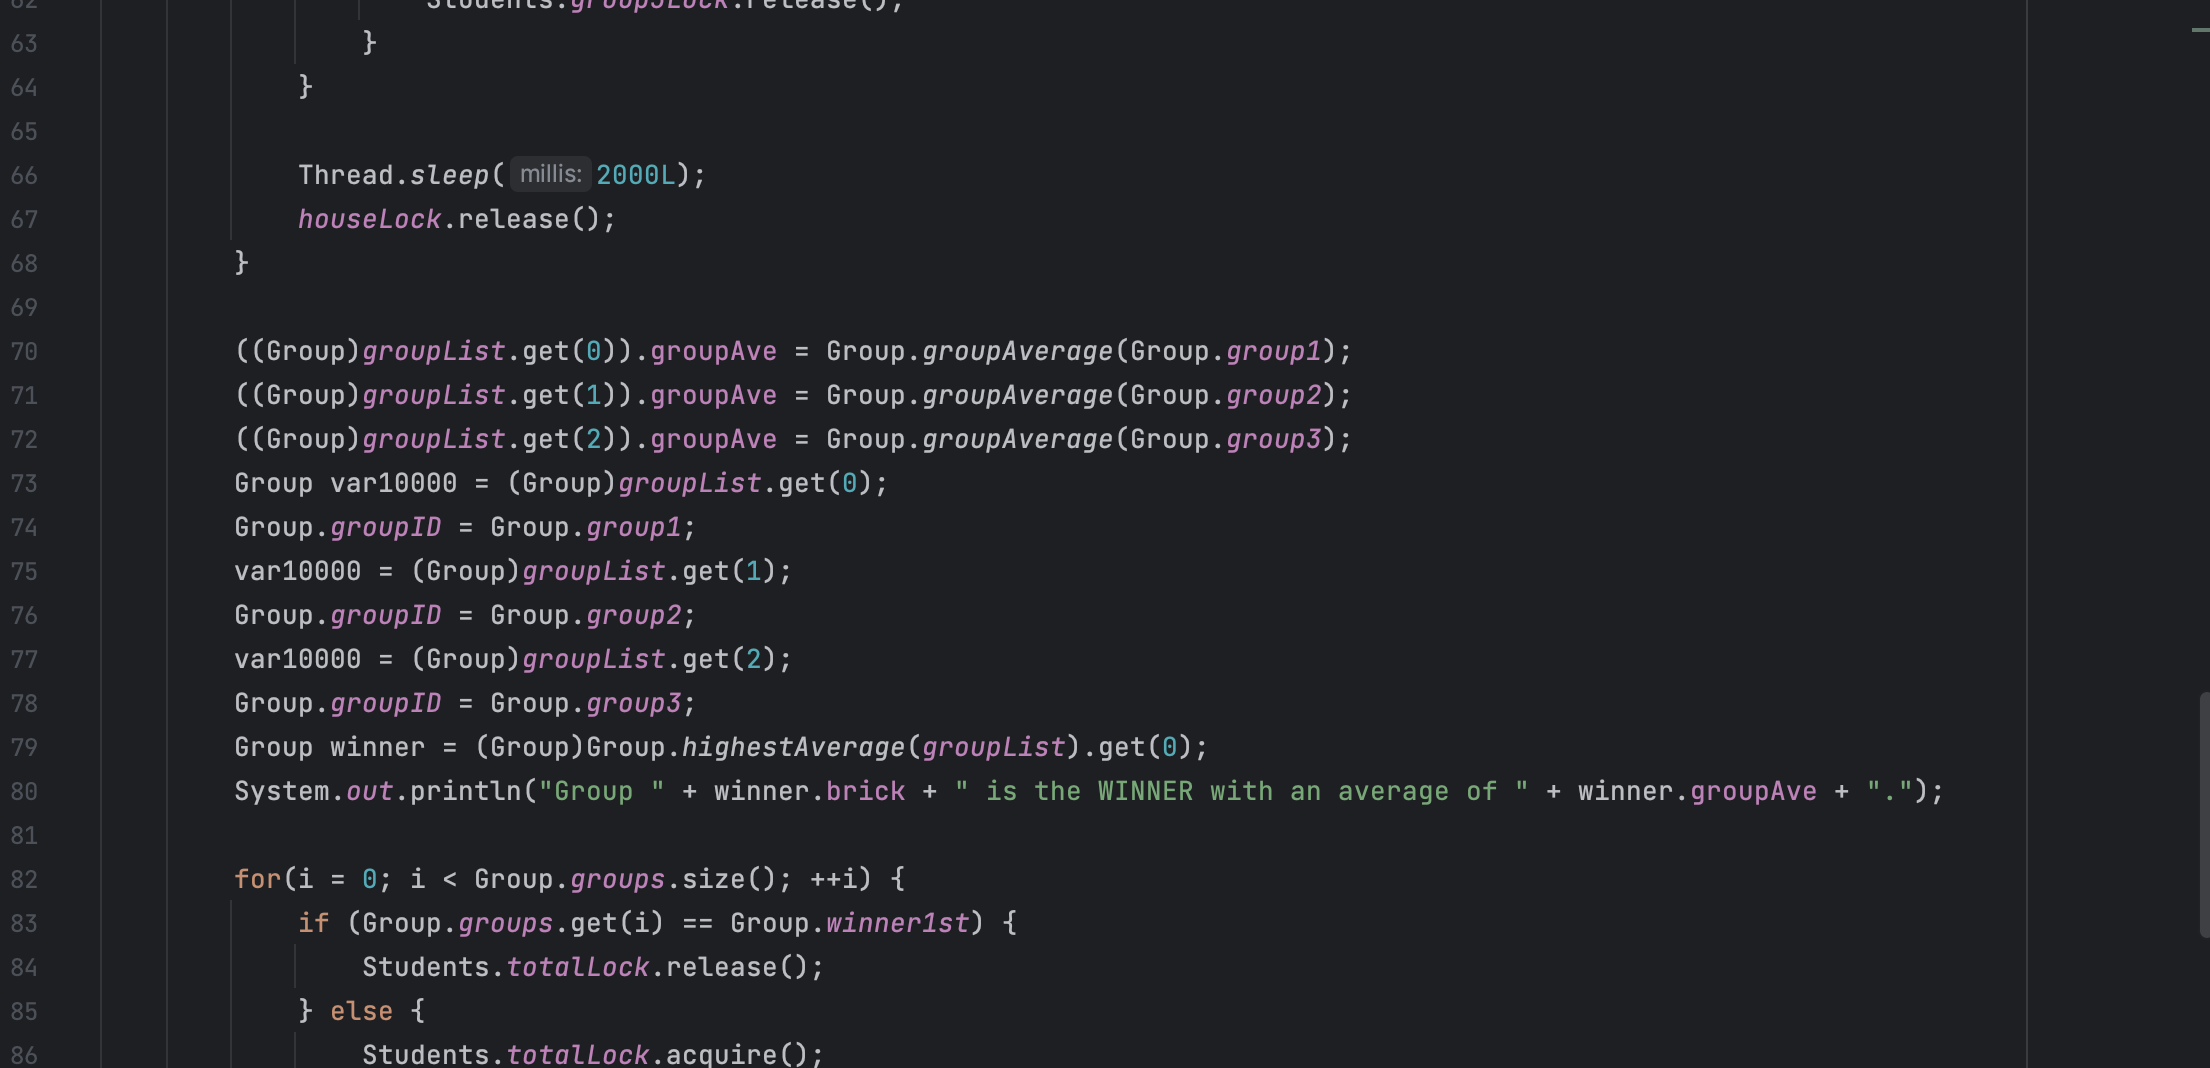 62 Students.group3Lock.release();
63 }
64 }
65
66 Thread.sleep( millis: 2000L);
67 houseLock.release();
68 }
69
70 ((Group)groupList.get(0)).groupAve = Group.groupAverage(Group.group1);
71 ((Group)groupList.get(1)).groupAve = Group.groupAverage(Group.group2);
72 ((Group)groupList.get(2)).groupAve = Group.groupAverage(Group.group3);
73 Group var10000 = (Group)groupList.get(0);
74 Group.groupID = Group.group1;
75 var10000 = (Group)groupList.get(1);
76 Group.groupID = Group.group2;
77 var10000 = (Group)groupList.get(2);
78 Group.groupID = Group.group3;
79 Group winner = (Group)Group.highestAverage(groupList).get(0);
80 System.out.println("Group " + winner.brick + " is the WINNER with an average of " + winner.groupAve + ".");
81
82 for(i = 0; i < Group.groups.size(); ++i) {
83 if (Group.groups.get(i) == Group.winner1st) {
84 Students.totalLock.release();
85 } else {
86 Students.totalLock.acquire();